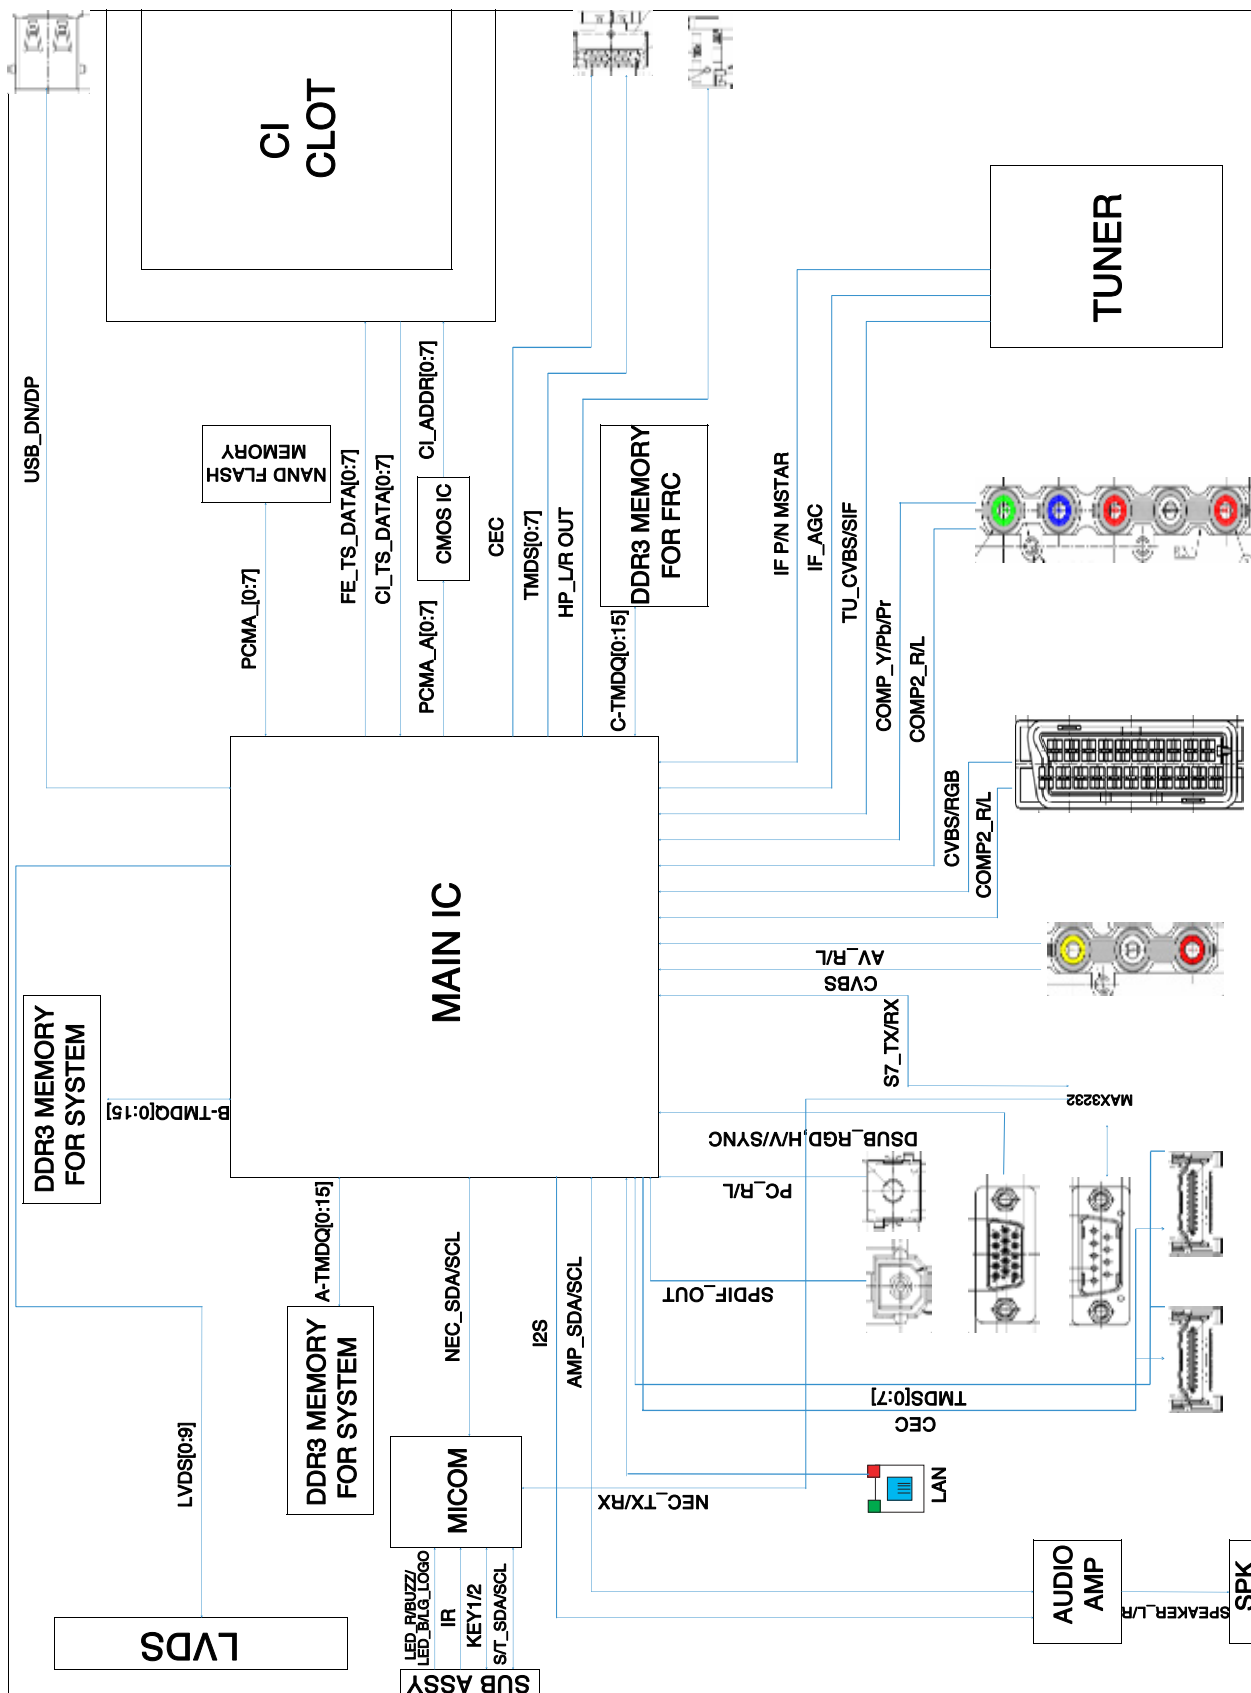 CI
CLOT
TUNER
USB_DN/DP
NAND FLASH
MEMORY
PCMA_[0:7]
FE_TS_DATA[0:7]
CI_TS_DATA[0:7]
CI_ADDR[0:7]
CMOS IC
PCMA_A[0:7]
CEC
TMDS[0:7]
HP_L/R OUT
DDR3 MEMORY
FOR FRC
C-TMDQ[0:15]
IF P/N MSTAR
IF_AGC
TU_CVBS/SIF
COMP_Y/Pb/Pr
COMP2_R/L
CVBS/RGB
COMP2_R/L
MAIN IC
AV_R/L
CVBS
S7_TX/RX
MAX3232
DSUB_RGD,H/V/SYNC
PC_R/L
SPDIF_OUT
DDR3 MEMORY
FOR SYSTEM
B-TMDQ[0:15]
A-TMDQ[0:15]
DDR3 MEMORY
FOR SYSTEM
NEC_SDA/SCL
I2S
AMP_SDA/SCL
TMDS[0:7]
CEC
LVDS[0:9]
MICOM
NEC_TX/RX
LAN
LED_R/BUZZ/
LED_B/LG_LOGO
IR
KEY1/2
S/T_SDA/SCL
LVDS
SUB ASSY
AUDIO
AMP
SPEAKER_L/R
SPK